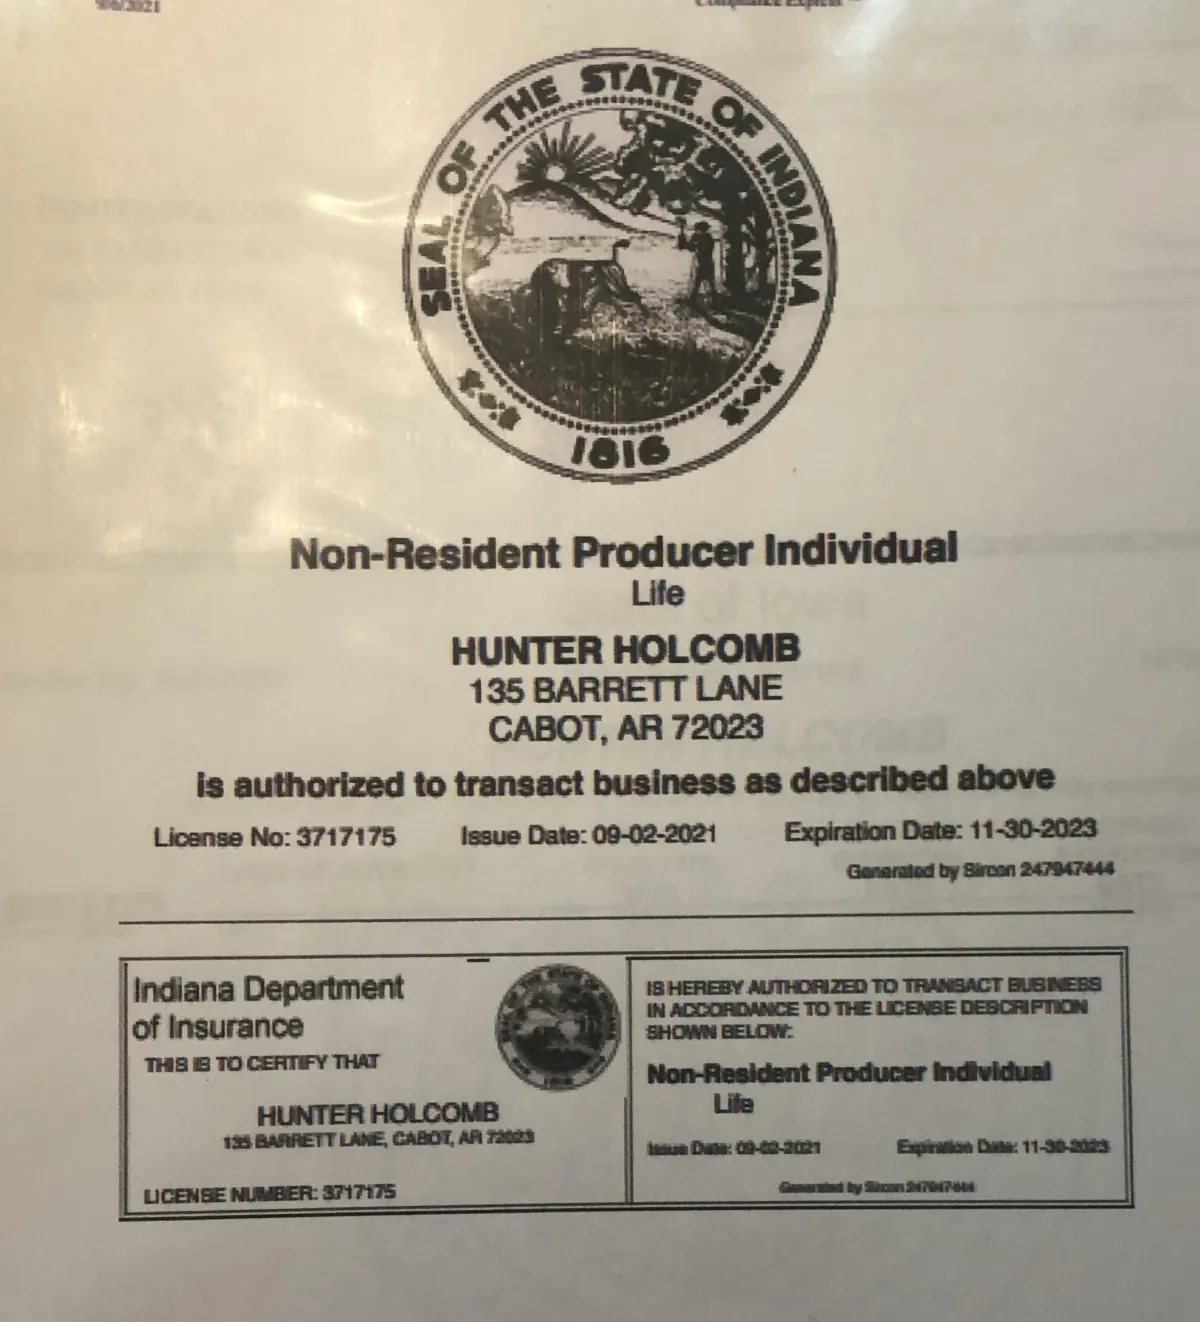 9/6/2021
SEAL OF THE STATE OF INDIANA
1816
Non-Resident Producer Individual
Life
HUNTER HOLCOMB
135 BARRETT LANE
CABOT, AR 72023
is authorized to transact business as described above
License No: 3717175 Issue Date: 09-02-2021 Expiration Date: 11-30-2023
Generated by Sircon 247947444
Indiana Department
of Insurance
THIS IS TO CERTIFY THAT
HUNTER HOLCOMB
135 BARRETT LANE, CABOT, AR 72023
LICENSE NUMBER: 3717175
1816
IS HEREBY AUTHORIZED TO TRANSACT BUSINESS
IN ACCORDANCE TO THE LICENSE DESCRIPTION
SHOWN BELOW:
Non-Resident Producer Individual
Life
Issue Date: 09-02-2021 Expiration Date: 11-30-2023
Generated by Sircon 247947444